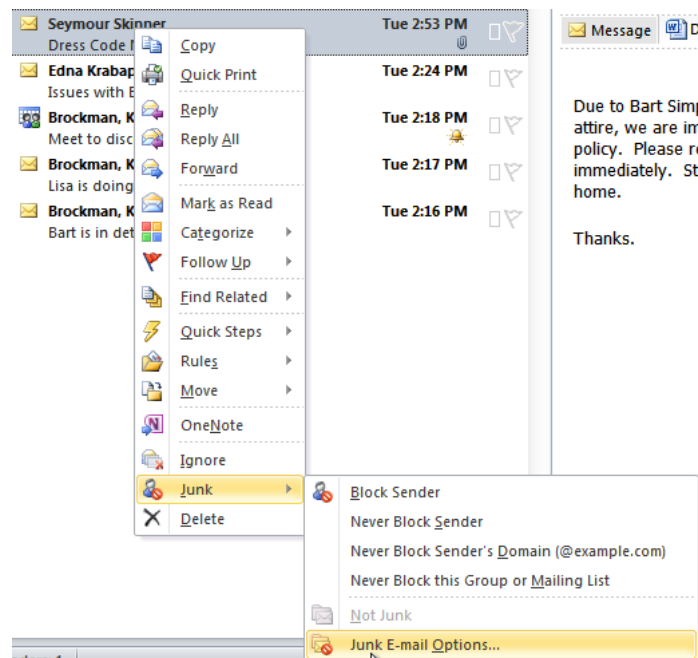 Seymour Skinner Tue 2:53 PM
Dress Code
Edna Tue 2:24 PM
Issues with
Brockman, K Tue 2:18 PM
Meet to disc
Brockman, K Tue 2:17 PM
Lisa is doing
Brockman, K Tue 2:16 PM
Bart is in det
Copy
Quick Print
Reply
Reply All
Forward
Mark as Read
Categorize
Follow Up
Find Related
Quick Steps
Rules
Move
OneNote
Ignore
Junk
Delete
Block Sender
Never Block Sender
Never Block Sender's Domain (@example.com)
Never Block this Group or Mailing List
Not Junk
Junk E-mail Options...
Message D
Due to Bart Simp
attire, we are im
policy. Please re
immediately. St
home.
Thanks.